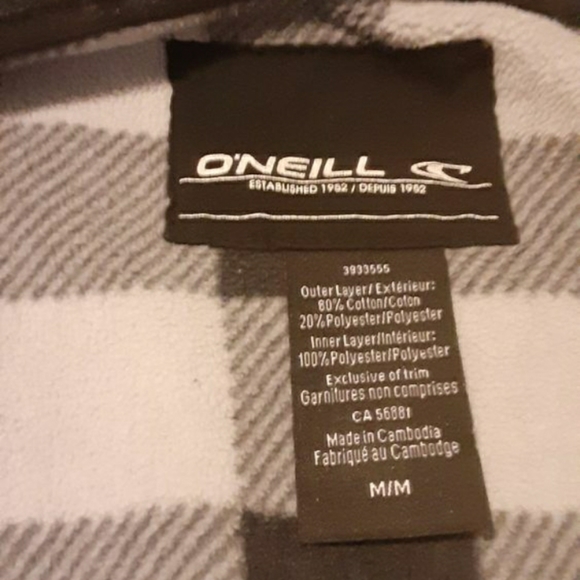 O'NEILL
ESTABLISHED 1952 / DEPUIS 1952
3933555
Outer Layer/Extérieur:
80% Cotton/Coton
20% Polyester/Polyester
Inner Layer/Intérieur:
100% Polyester/Polyester
Exclusive of trim
Garnitures non comprises
CA 56881
Made in Cambodia
Fabriqué au Cambodge
M/M